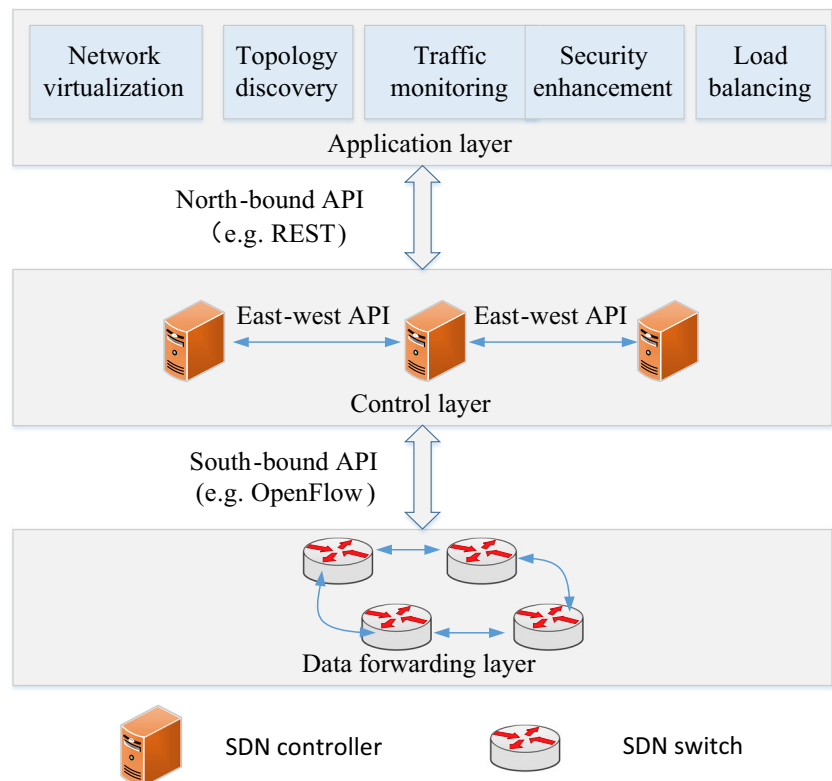 Network virtualization
Topology discovery
Traffic monitoring
Security enhancement
Load balancing
Application layer
North-bound API
（e.g. REST)
East-west API
East-west API
Control layer
South-bound API
(e.g. OpenFlow)
Data forwarding layer
SDN controller
SDN switch